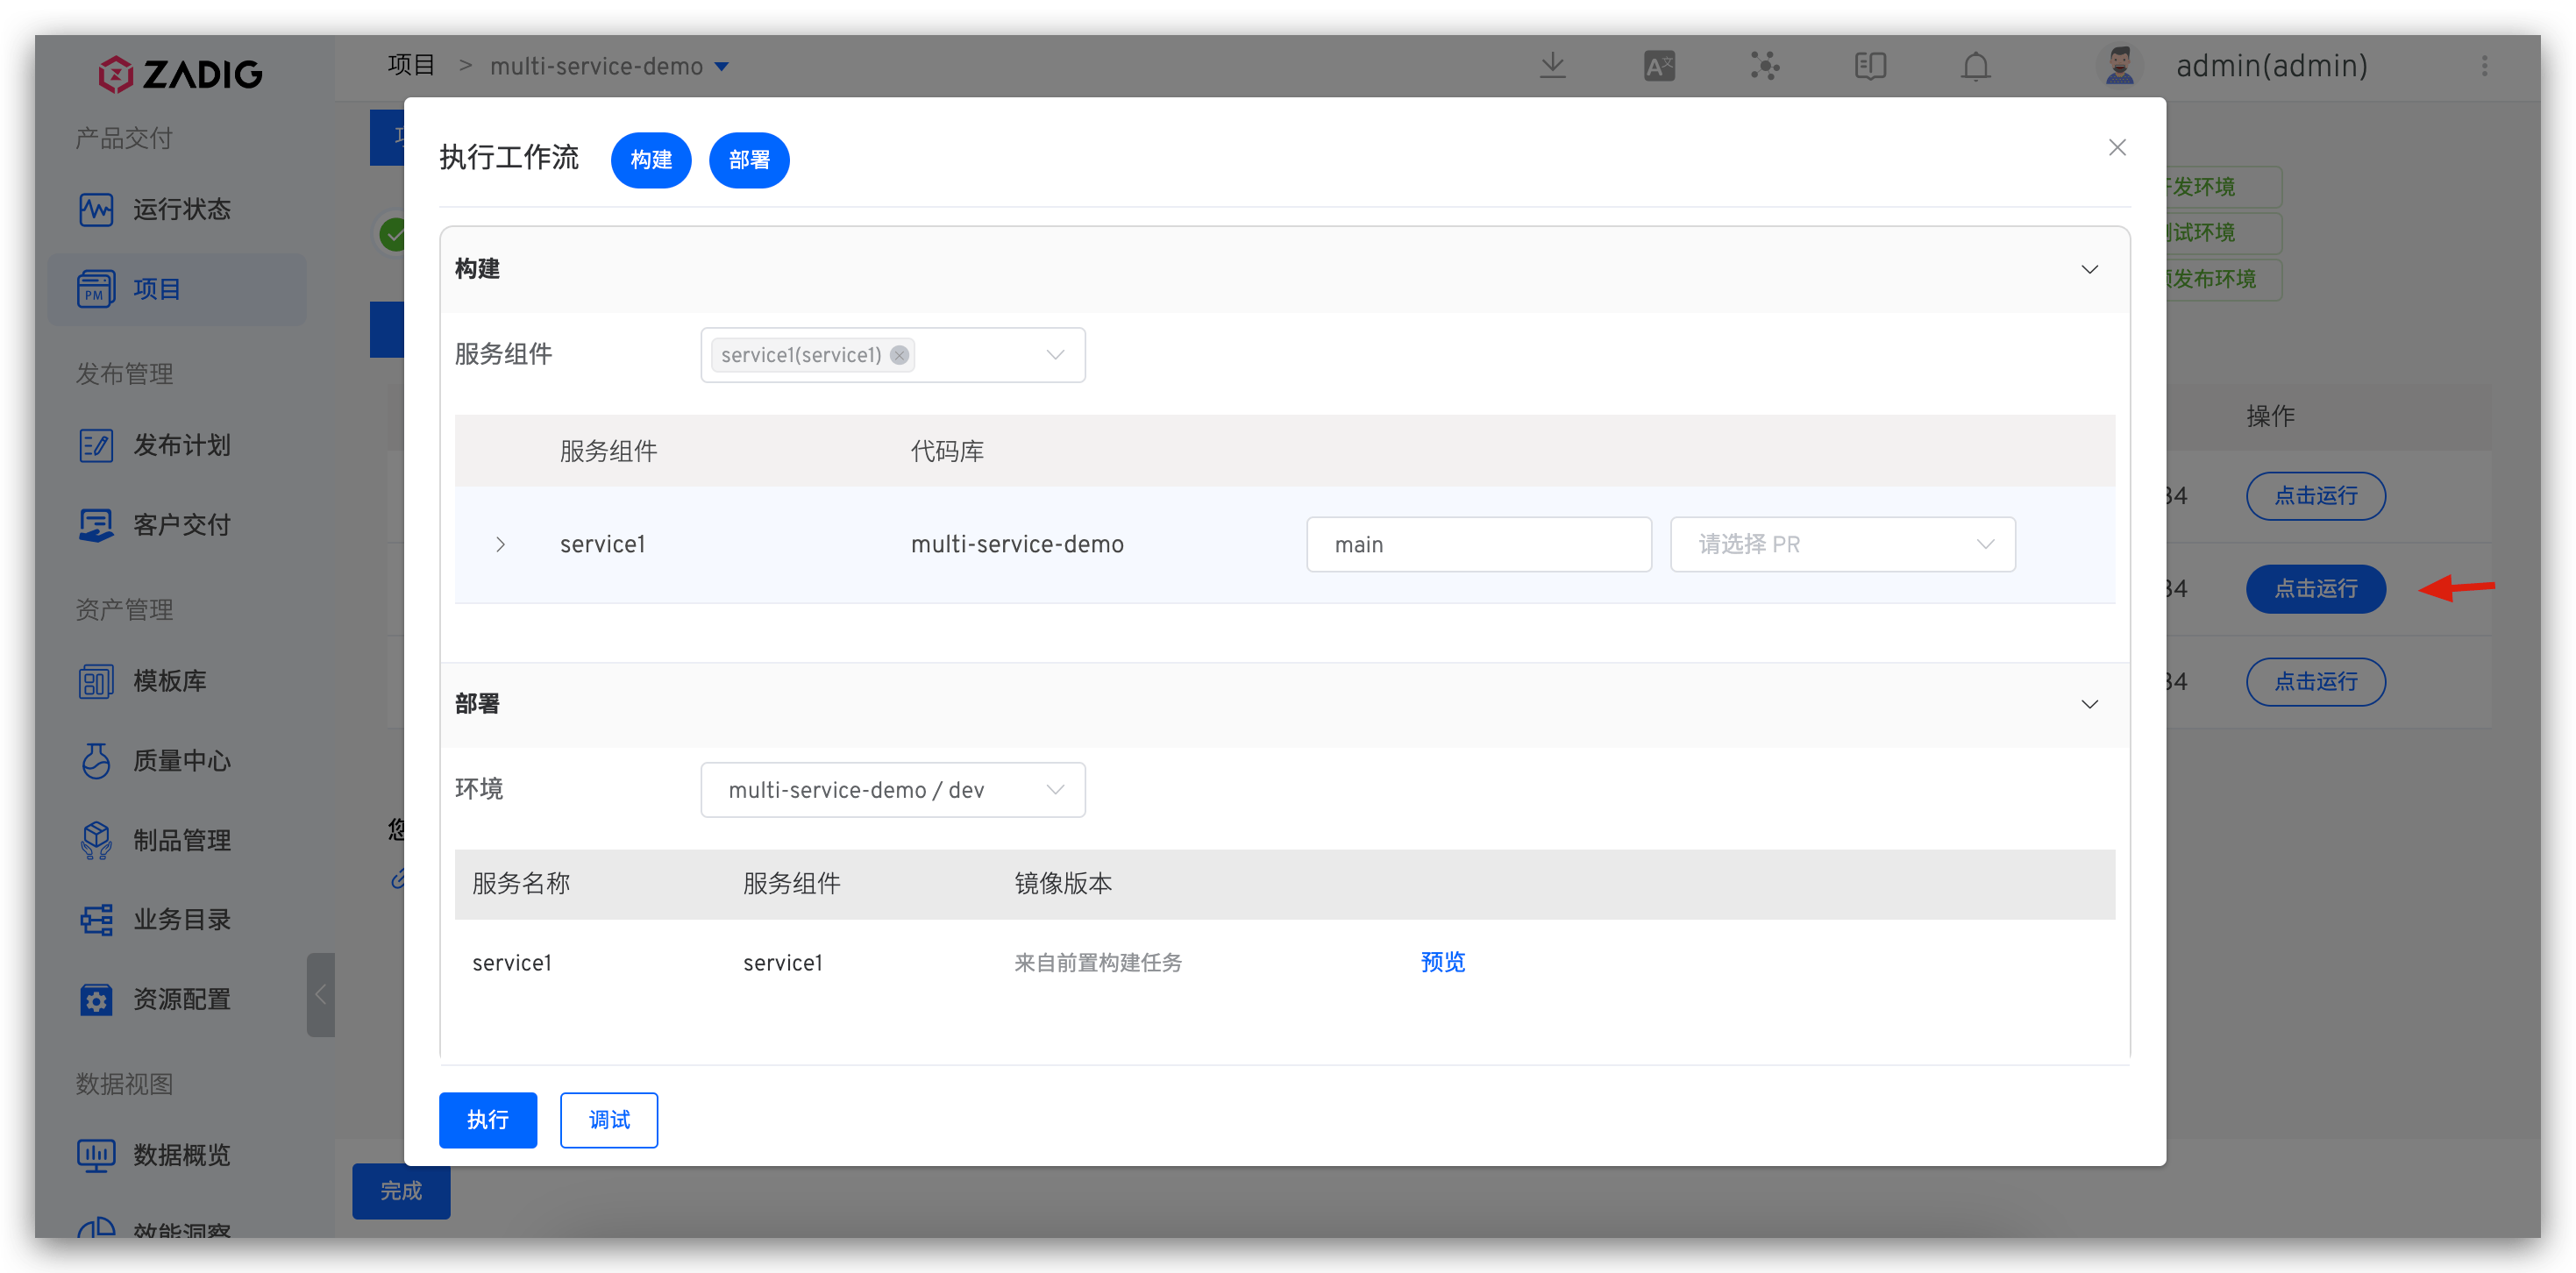 ZADIG
项目 > multi-service-demo
A文
admin(admin)
产品交付
运行状态
PM 项目
发布管理
发布计划
客户交付
资产管理
模板库
质量中心
制品管理
业务目录
资源配置
数据视图
数据概览
效能洞察
执行工作流 构建 部署
构建
服务组件 service1(service1)
服务组件 代码库
service1 multi-service-demo main 请选择 PR
部署
环境 multi-service-demo / dev
服务名称 服务组件 镜像版本
service1 service1 来自前置构建任务 预览
执行 调试
发环境
试环境
发布环境
操作
34 点击运行
34 点击运行
34 点击运行
您
完成